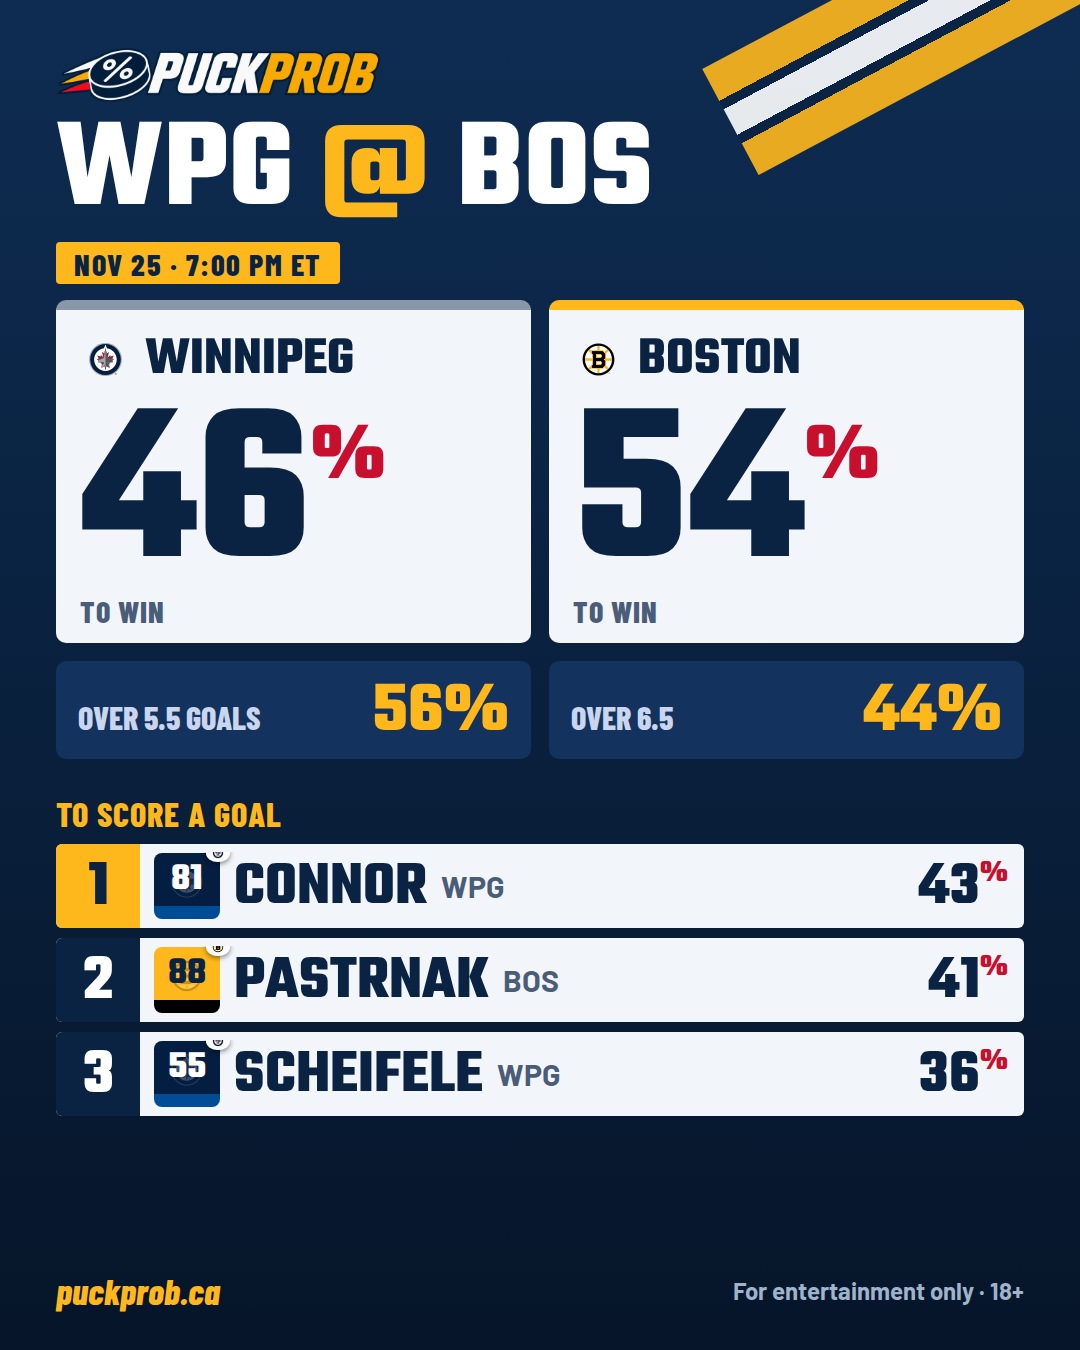 % PUCKPROB
WPG @ BOS
NOV 25 · 7:00 PM ET
WINNIPEG
46%
TO WIN
B BOSTON
54%
TO WIN
OVER 5.5 GOALS 56%
OVER 6.5 44%
TO SCORE A GOAL
1 81 CONNOR WPG 43%
2 88 PASTRNAK BOS 41%
3 55 SCHEIFELE WPG 36%
puckprob.ca
For entertainment only · 18+